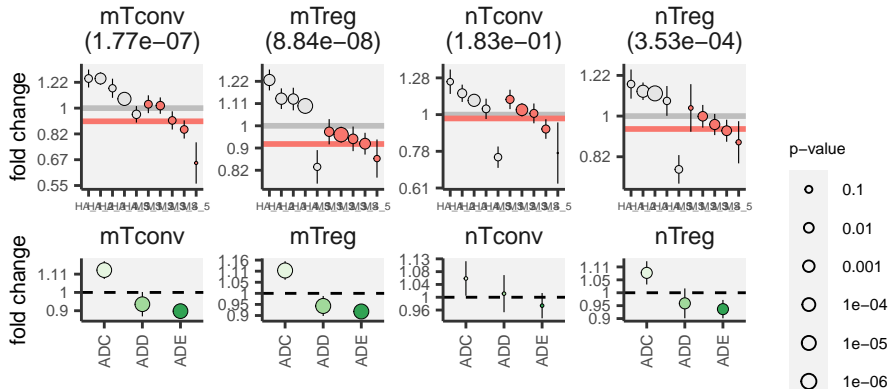 mTconv
(1.77e−07)
mTreg
(8.84e−08)
nTconv
(1.83e−01)
nTreg
(3.53e−04)
fold change
1.22
1
0.82
0.67
0.55
1.22
1.11
1
0.9
0.82
1.28
1
0.78
0.61
1.22
1
0.82
p−value
0.1
0.01
0.001
1e−04
1e−05
1e−06
mTconv
mTreg
nTconv
nTreg
fold change
1.11
1
0.9
1.16
1.1
1
0.95
0.9
1.13
1.08
1.04
1
0.96
1.11
1.05
1
0.95
0.9
ADC
ADD
ADE
ADC
ADD
ADE
ADC
ADD
ADE
ADC
ADD
ADE